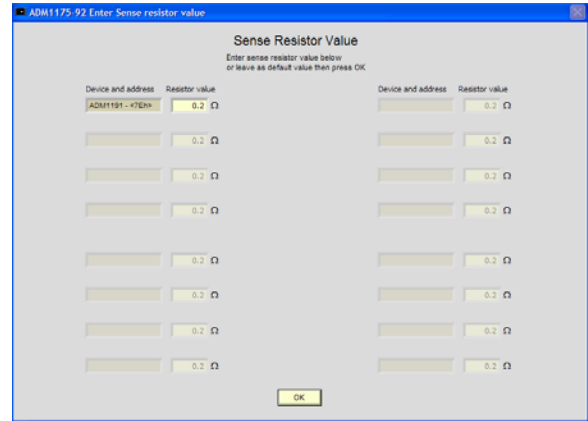 ADM1175-92 Enter Sense resistor value
Sense Resistor Value
Enter sense resistor value below
or leave as default value then press OK
Device and address Resistor value Device and address Resistor value
ADM1191 - <7Eh> 0.2 Ω 0.2 Ω
0.2 Ω 0.2 Ω
0.2 Ω 0.2 Ω
0.2 Ω 0.2 Ω
0.2 Ω 0.2 Ω
0.2 Ω 0.2 Ω
0.2 Ω 0.2 Ω
0.2 Ω 0.2 Ω
OK